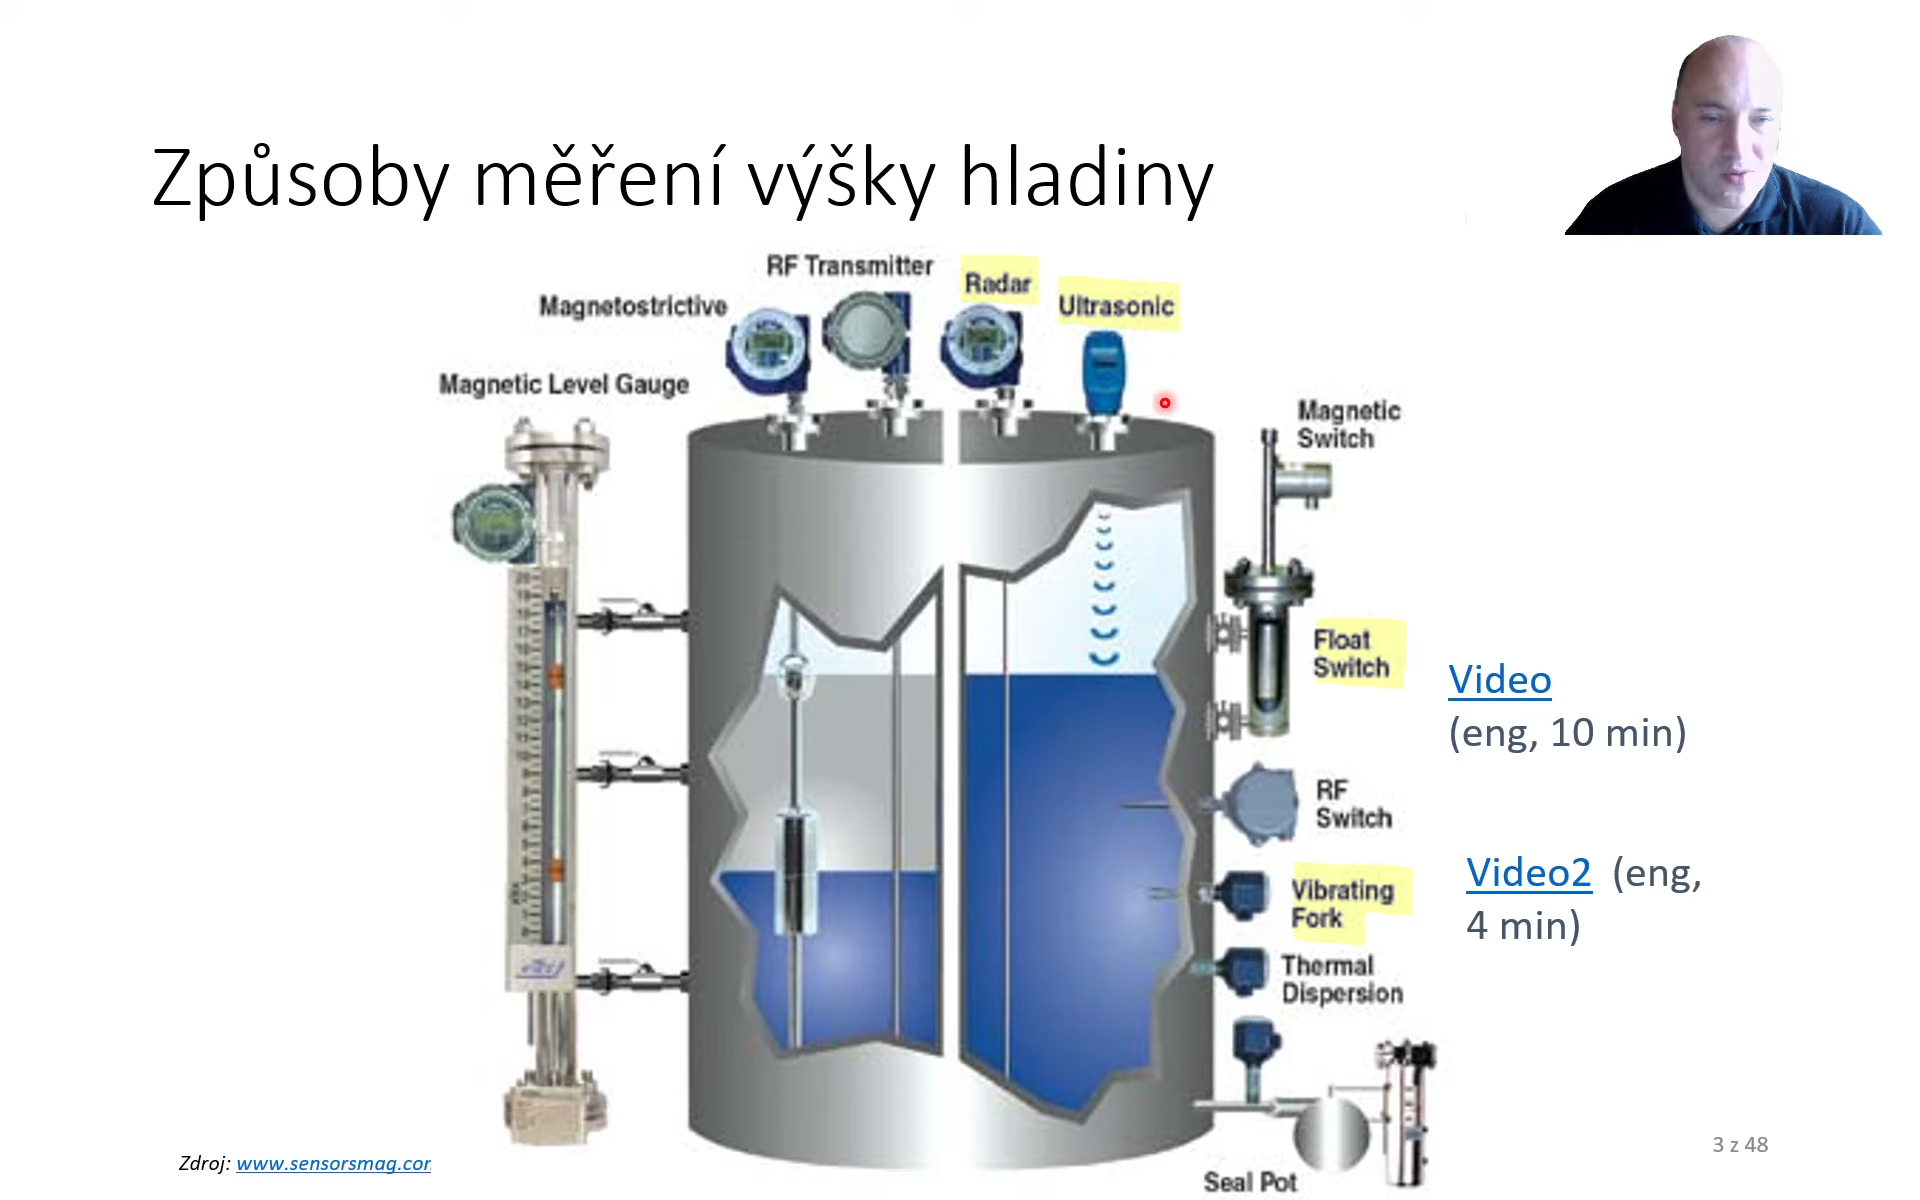 Způsoby měření výšky hladiny
RF Transmitter
Radar
Magnetostrictive
Ultrasonic
Magnetic Level Gauge
Magnetic
Switch
Float
Switch
Video
(eng, 10 min)
RF
Switch
Video2 (eng,
4 min)
Vibrating
Fork
Thermal
Dispersion
Seal Pot
Zdroj: www.sensorsmag.com
3 z 48